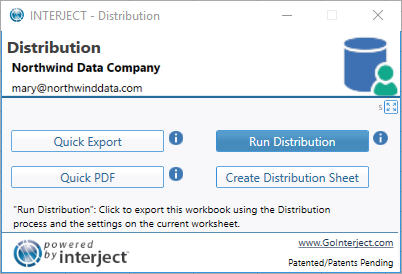 INTERJECT - Distribution
Distribution
Northwind Data Company
mary@northwinddata.com
s
Quick Export
Run Distribution
Quick PDF
Create Distribution Sheet
"Run Distribution": Click to export this workbook using the Distribution
process and the settings on the current worksheet.
powered
by interject™
www.GoInterject.com
Patented/Patents Pending